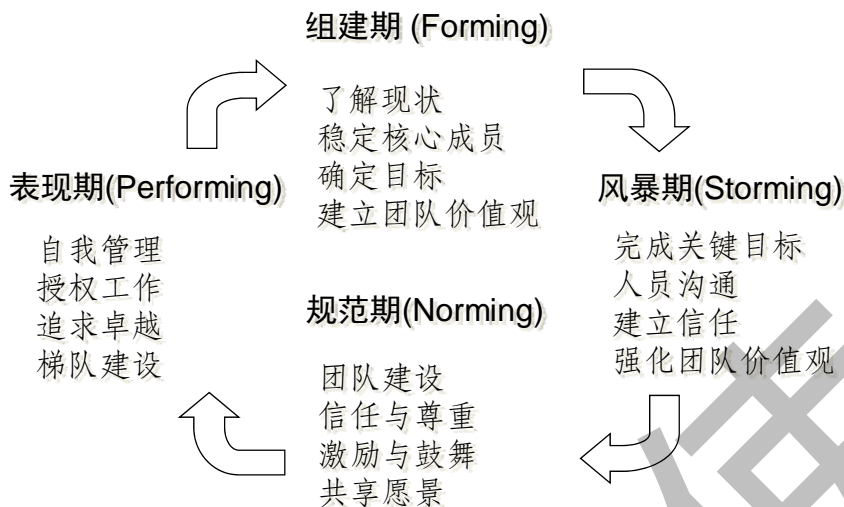 组建期 (Forming)
了解现状
稳定核心成员
确定目标
建立团队价值观
表现期(Performing)
自我管理
授权工作
追求卓越
梯队建设
风暴期(Storming)
完成关键目标
人员沟通
建立信任
强化团队价值观
规范期(Norming)
团队建设
信任与尊重
激励与鼓舞
共享愿景